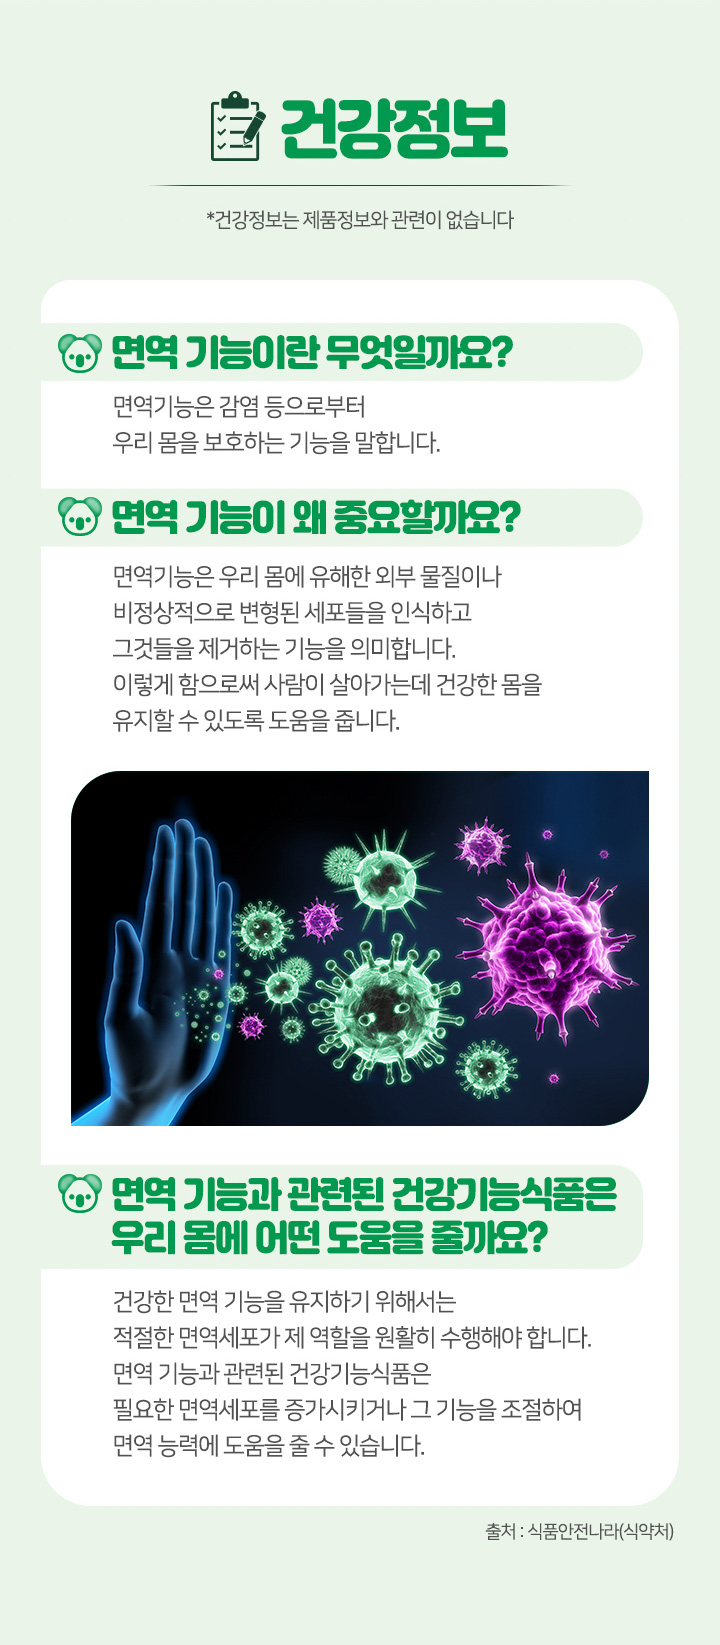 건강정보
*건강정보는 제품정보와 관련이 없습니다
면역 기능이란 무엇일까요?
면역기능은 감염 등으로부터
우리 몸을 보호하는 기능을 말합니다.
면역 기능이 왜 중요할까요?
면역기능은 우리 몸에 유해한 외부 물질이나
비정상적으로 변형된 세포들을 인식하고
그것들을 제거하는 기능을 의미합니다.
이렇게 함으로써 사람이 살아가는데 건강한 몸을
유지할 수 있도록 도움을 줍니다.
면역 기능과 관련된 건강기능식품은
우리 몸에 어떤 도움을 줄까요?
건강한 면역 기능을 유지하기 위해서는
적절한 면역세포가 제 역할을 원활히 수행해야 합니다.
면역 기능과 관련된 건강기능식품은
필요한 면역세포를 증가시키거나 그 기능을 조절하여
면역 능력에 도움을 줄 수 있습니다.
출처 : 식품안전나라(식약처)